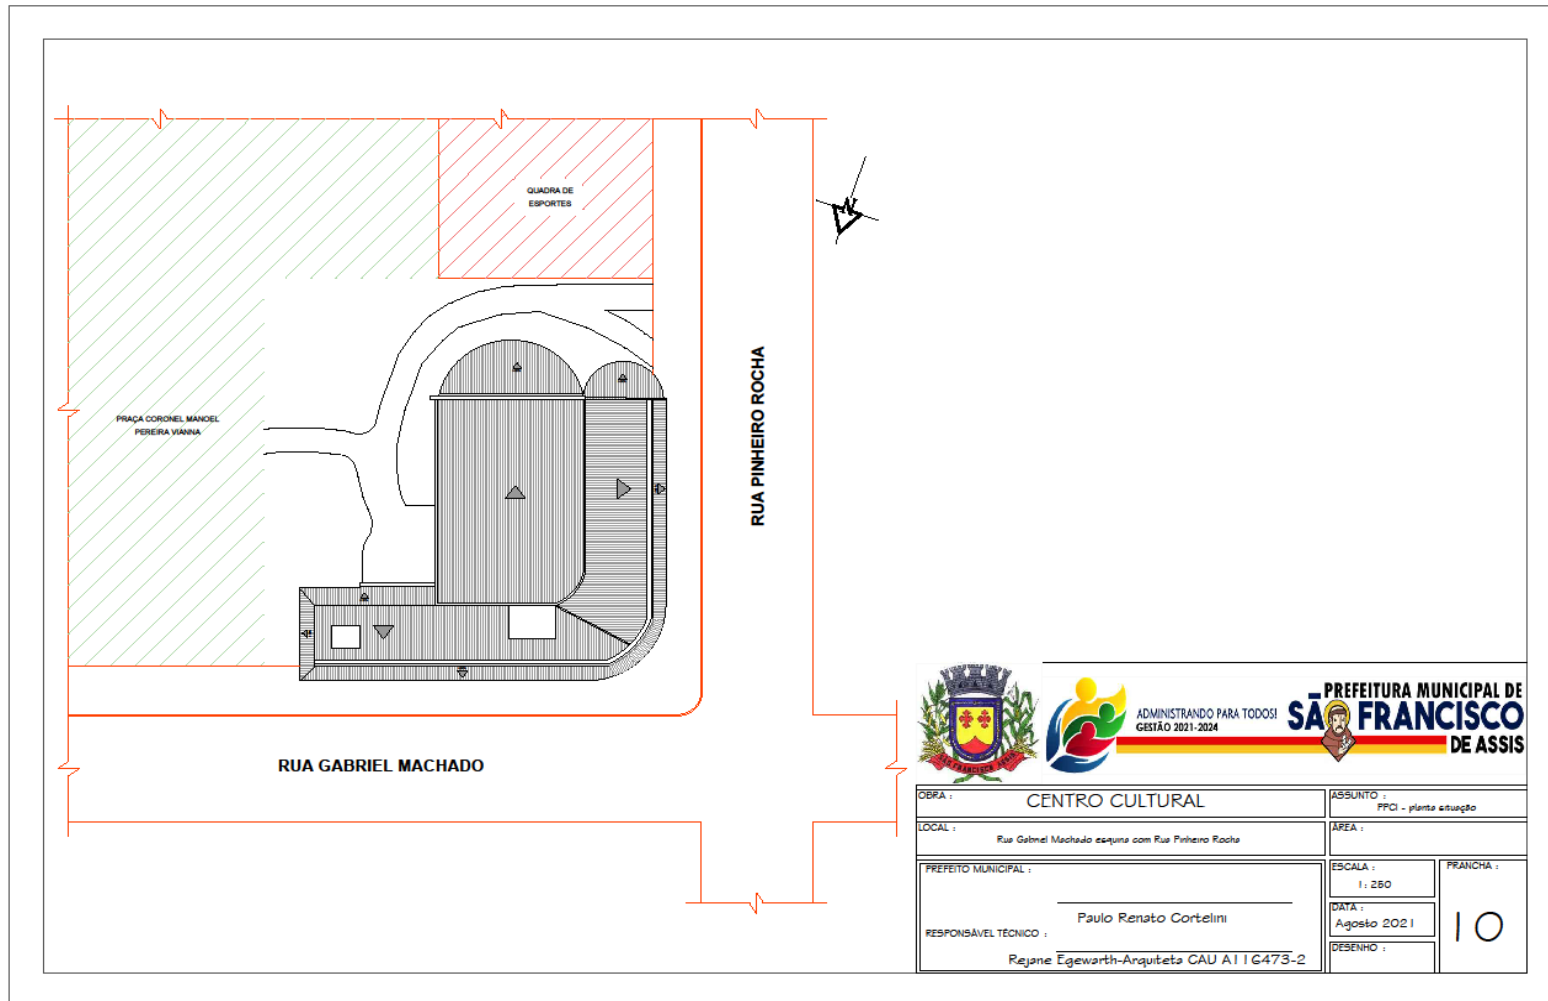 QUADRA DE
ESPORTES
N
RUA PINHEIRO ROCHA
PRAÇA CORONEL MANOEL
PEREIRA VIANNA
RUA GABRIEL MACHADO
SÃO FRANCISCO ASSIS
ADMINISTRANDO PARA TODOS!
GESTÃO 2021-2024
PREFEITURA MUNICIPAL DE
SÃO FRANCISCO
DE ASSIS
OBRA :
CENTRO CULTURAL
ASSUNTO :
PPCI - planta situação
LOCAL :
Rua Gabriel Machado esquina com Rua Pinheiro Rocha
ÁREA :
PREFEITO MUNICIPAL :
Paulo Renato Cortelini
RESPONSÁVEL TÉCNICO :
Rejane Egewarth-Arquiteta CAU A116473-2
ESCALA :
1: 250
DATA :
Agosto 2021
DESENHO :
PRANCHA :
10